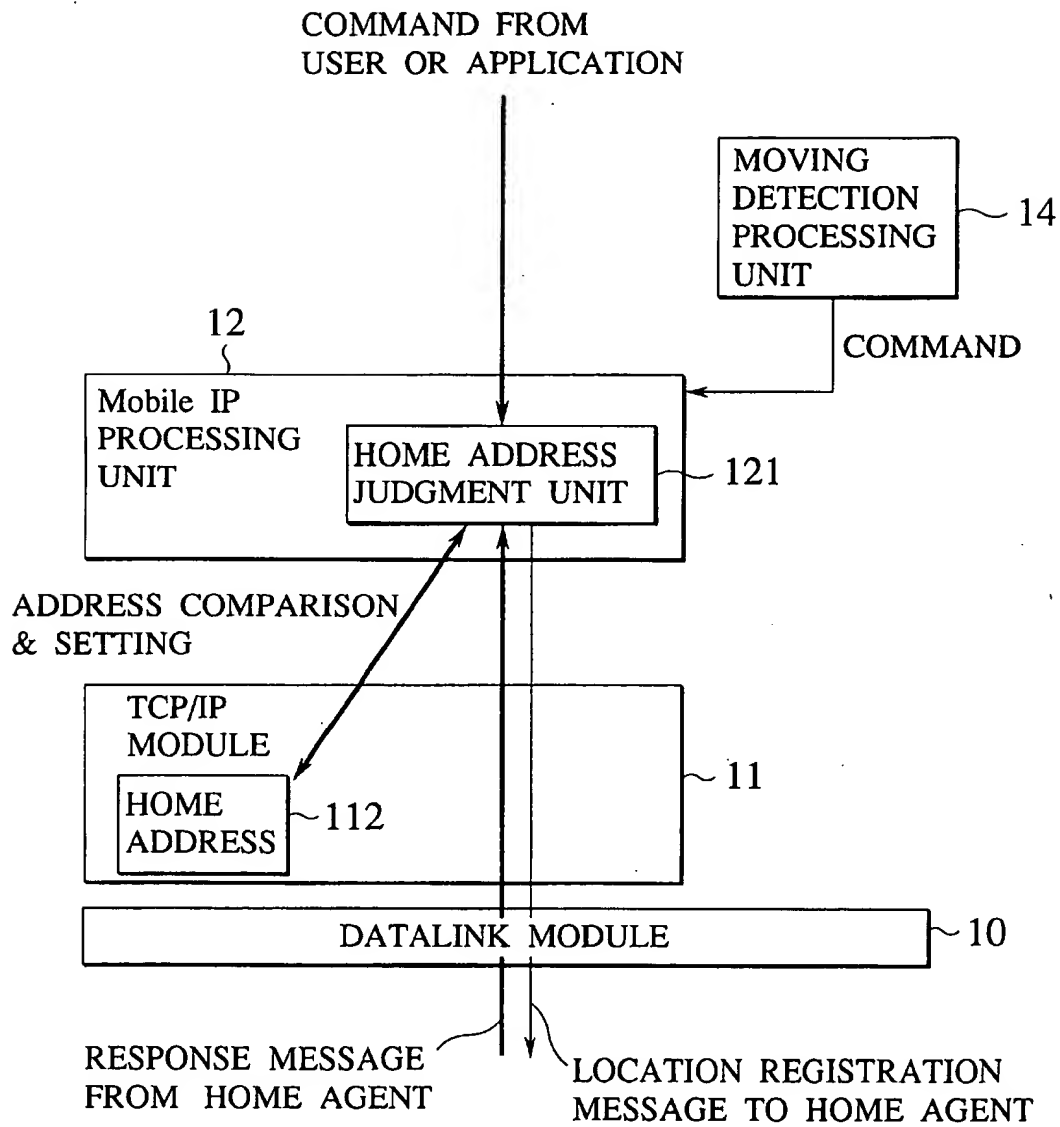 COMMAND FROM
USER OR APPLICATION
MOVING
DETECTION
PROCESSING
UNIT
14
12
COMMAND
Mobile IP
PROCESSING
UNIT
HOME ADDRESS
JUDGMENT UNIT
121
ADDRESS COMPARISON
& SETTING
TCP/IP
MODULE
11
HOME
ADDRESS
112
DATALINK MODULE
10
RESPONSE MESSAGE
FROM HOME AGENT
LOCATION REGISTRATION
MESSAGE TO HOME AGENT